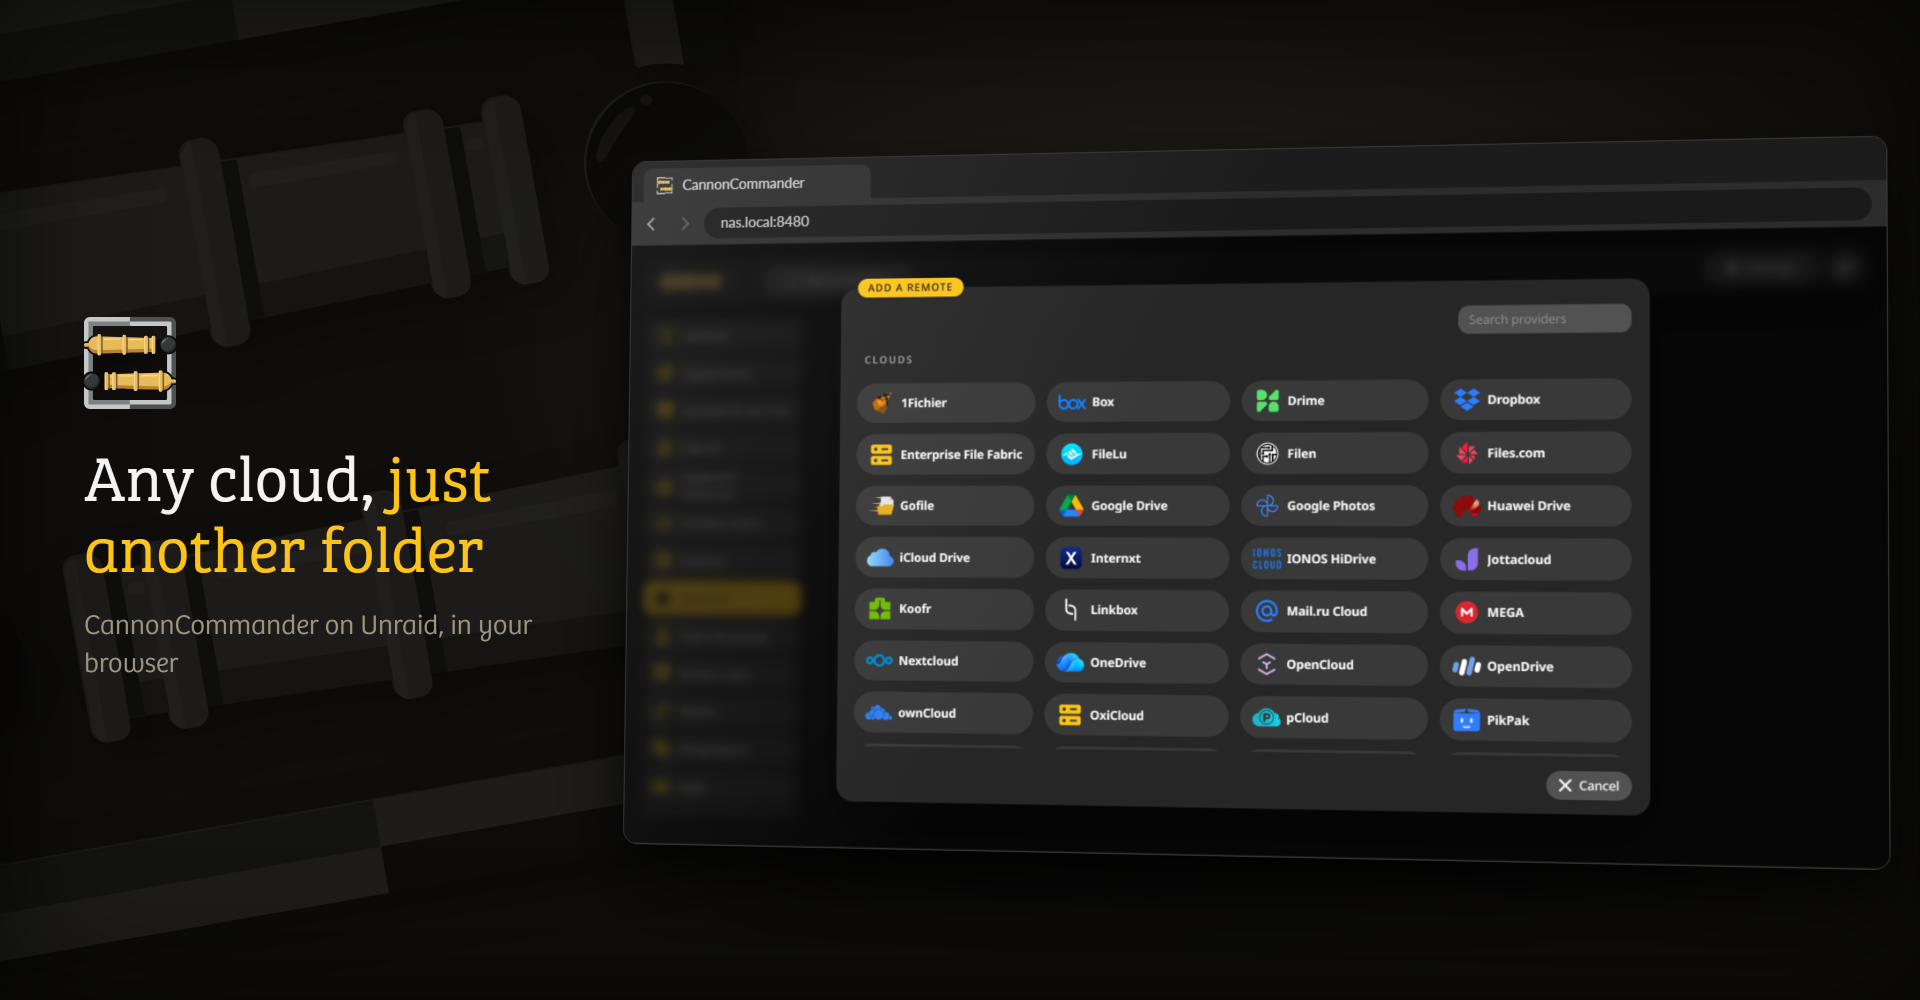 Any cloud, just
another folder
CannonCommander on Unraid, in your
browser
CannonCommander
nas.local:8480
ADD A REMOTE
Search providers
CLOUDS
1Fichier
box Box
Drime
Dropbox
Enterprise File Fabric
FileLu
Filen
Files.com
Gofile
Google Drive
Google Photos
Huawei Drive
iCloud Drive
X Internxt
IONOS CLOUD IONOS HiDrive
Jottacloud
Koofr
Linkbox
Mail.ru Cloud
M MEGA
Nextcloud
OneDrive
OpenCloud
OpenDrive
ownCloud
OxiCloud
P pCloud
PikPak
Cancel